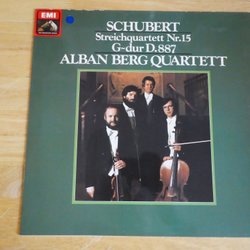 EMI
SCHUBERT
Streichquartett Nr.15
G-dur D.887
ALBAN BERG QUARTETT